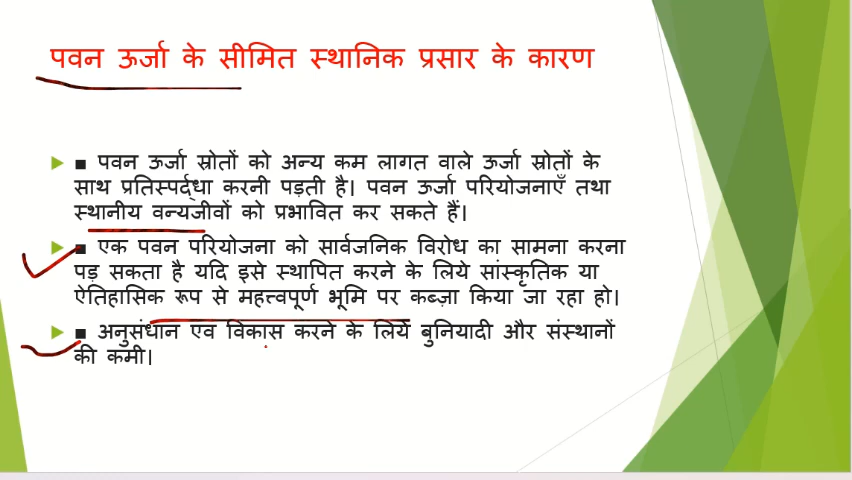 पवन ऊर्जा के सीमित स्थानिक प्रसार के कारण
■ पवन ऊर्जा स्रोतों को अन्य कम लागत वाले ऊर्जा स्रोतों के
साथ प्रतिस्पर्द्धा करनी पड़ती है। पवन ऊर्जा परियोजनाएँ तथा
स्थानीय वन्यजीवों को प्रभावित कर सकते हैं।
■ एक पवन परियोजना को सार्वजनिक विरोध का सामना करना
पड़ सकता है यदि इसे स्थापित करने के लिये सांस्कृतिक या
ऐतिहासिक रूप से महत्त्वपूर्ण भूमि पर कब्ज़ा किया जा रहा हो।
■ अनुसंधान एव विकास करने के लिये बुनियादी और संस्थानों
की कमी।